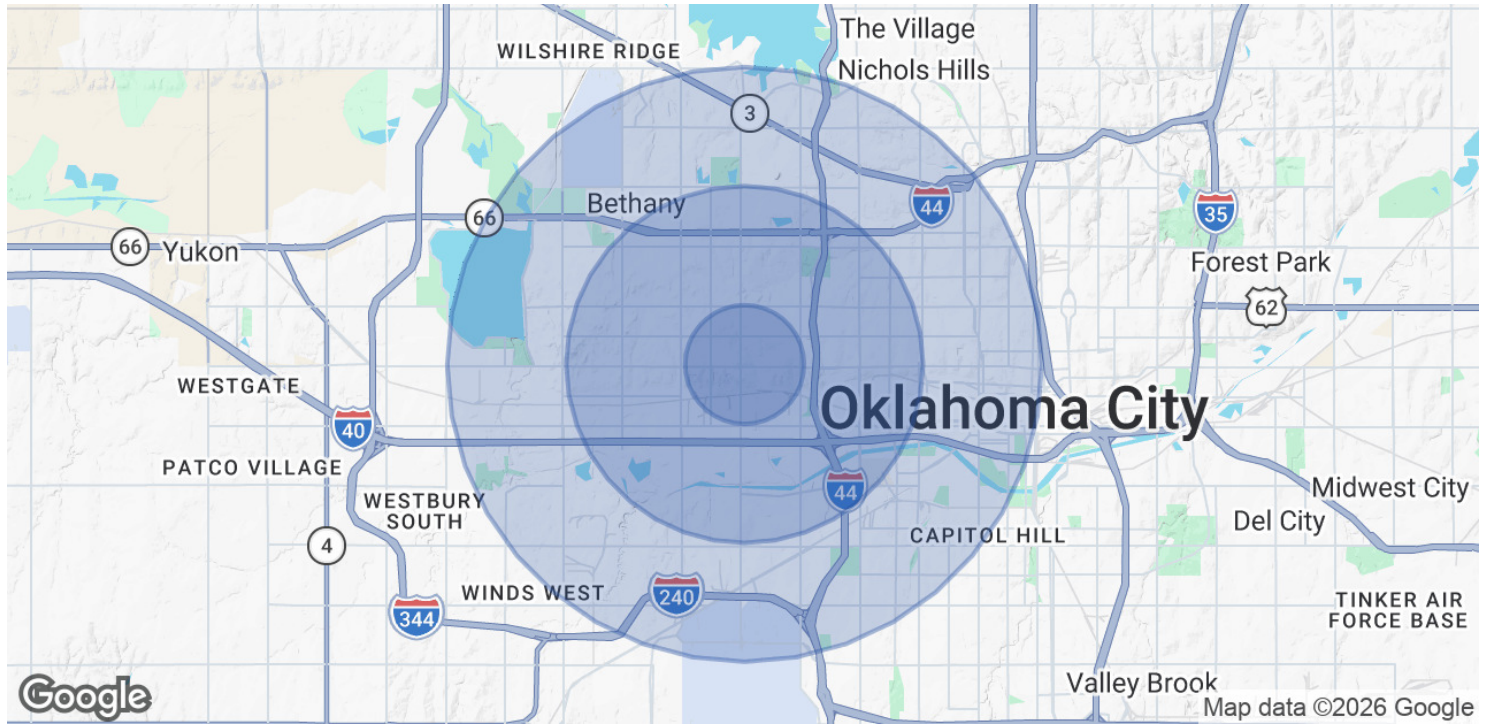 The Village
WILSHIRE RIDGE
Nichols Hills
3
Bethany
44
66
35
66
Yukon
Forest Park
62
WESTGATE
Oklahoma City
40
PATCO VILLAGE
44
Midwest City
WESTBURY
SOUTH
Del City
CAPITOL HILL
4
WINDS WEST
240
344
TINKER AIR
FORCE BASE
Valley Brook
Google
Map data ©2026 Google